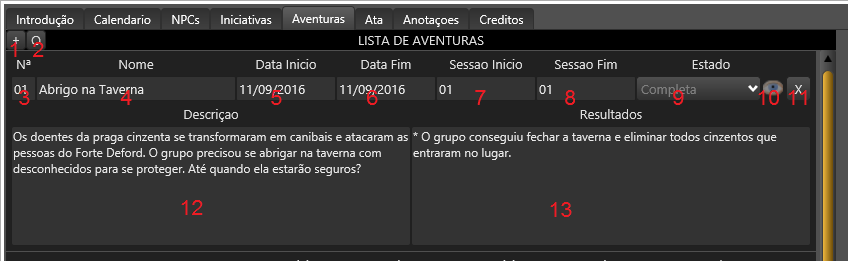 Introdução Calendario NPCs Iniciativas Aventuras Ata Anotaçoes Creditos
+ O LISTA DE AVENTURAS
1 2
Nª Nome Data Inicio Data Fim Sessao Inicio Sessao Fim Estado
01 Abrigo na Taverna 11/09/2016 11/09/2016 01 01 Completa X
3 4 5 6 7 8 9 10 11
Descriçao Resultados
Os doentes da praga cinzenta se transformaram em canibais e atacaram as
pessoas do Forte Deford. O grupo precisou se abrigar na taverna com
desconhecidos para se proteger. Até quando ela estarão seguros?
* O grupo conseguiu fechar a taverna e eliminar todos cinzentos que
entraram no lugar.
12 13